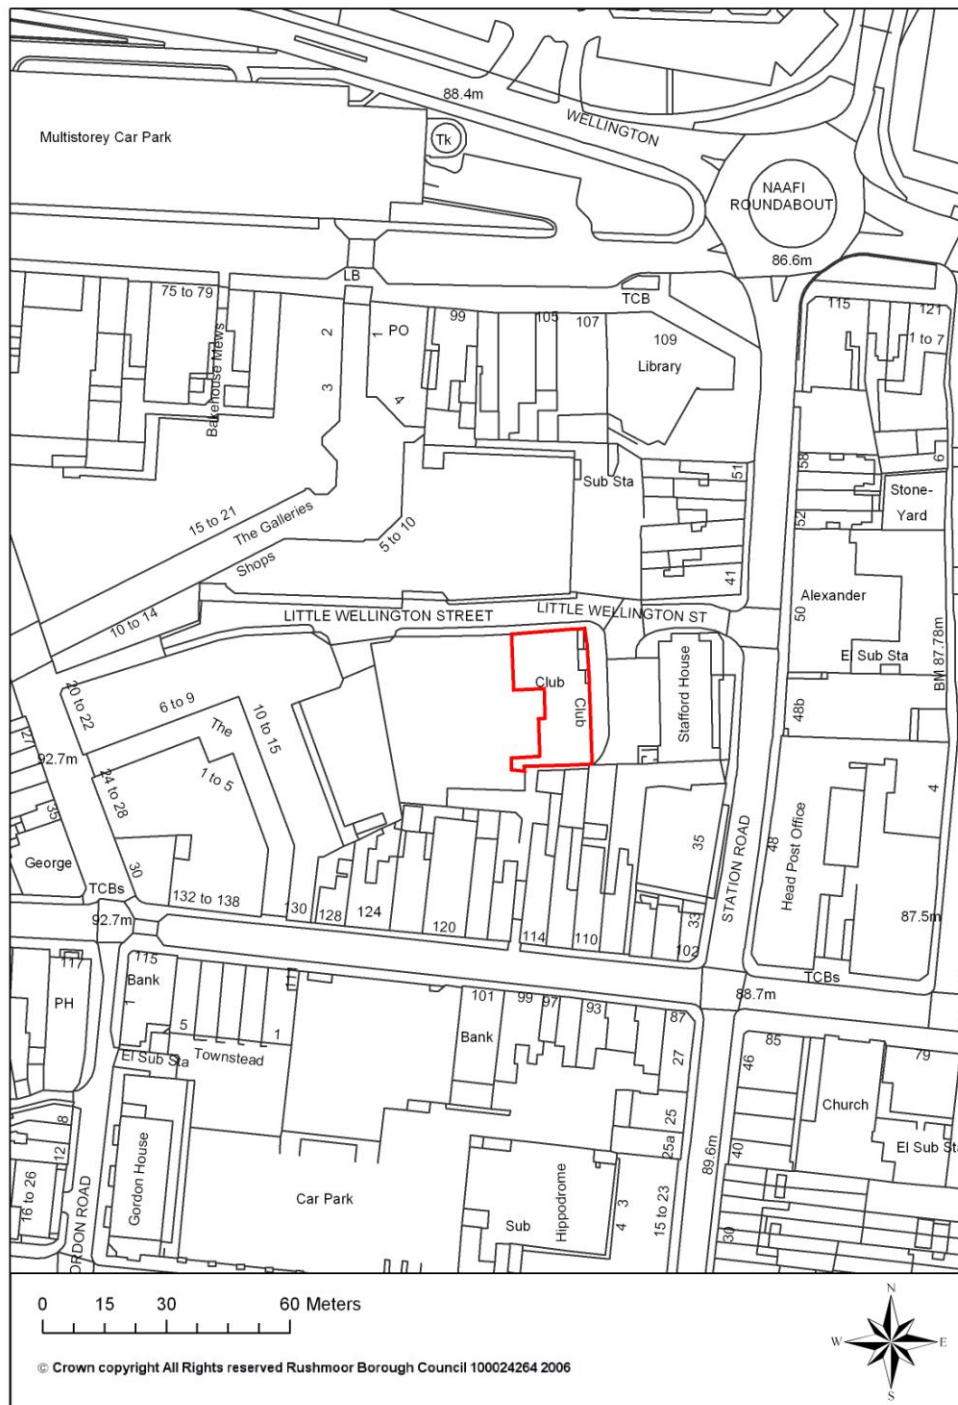 88.4m
WELLINGTON
Multistorey Car Park
Tk
NAAFI
ROUNDABOUT
86.6m
LB
75 to 79
TCB
115
121
1 to 7
99
105
107
109
Library
PO
1
2
3
4
Bakehouse Mews
51
58
6
Sub Sta
Stone-
Yard
52
15 to 21
The Galleries
Shops
5 to 10
41
Alexander
50
10 to 14
LITTLE WELLINGTON STREET
LITTLE WELLINGTON ST
El Sub Sta
BM 87.78m
Club
Club
Stafford House
20 to 22
6 to 9
The
10 to 15
48b
27
92.7m
1 to 5
24 to 28
35
4
35
48
Head Post Office
George
30
STATION ROAD
TCBs
132 to 138
130
128
124
120
114
110
33
102
87.5m
92.7m
TCBs
88.7m
117
115
Bank
111
101
99
97
93
87
85
79
PH
1
5
1
Bank
27
46
El Sub Sta
Townstead
Church
25
25a
40
El Sub Sta
8
12
89.6m
Gordon House
16 to 26
Car Park
Hippodrome
Sub
3
4
15 to 23
30
ORDON ROAD
0 15 30 60 Meters
N
W E
S
© Crown copyright All Rights reserved Rushmoor Borough Council 100024264 2006